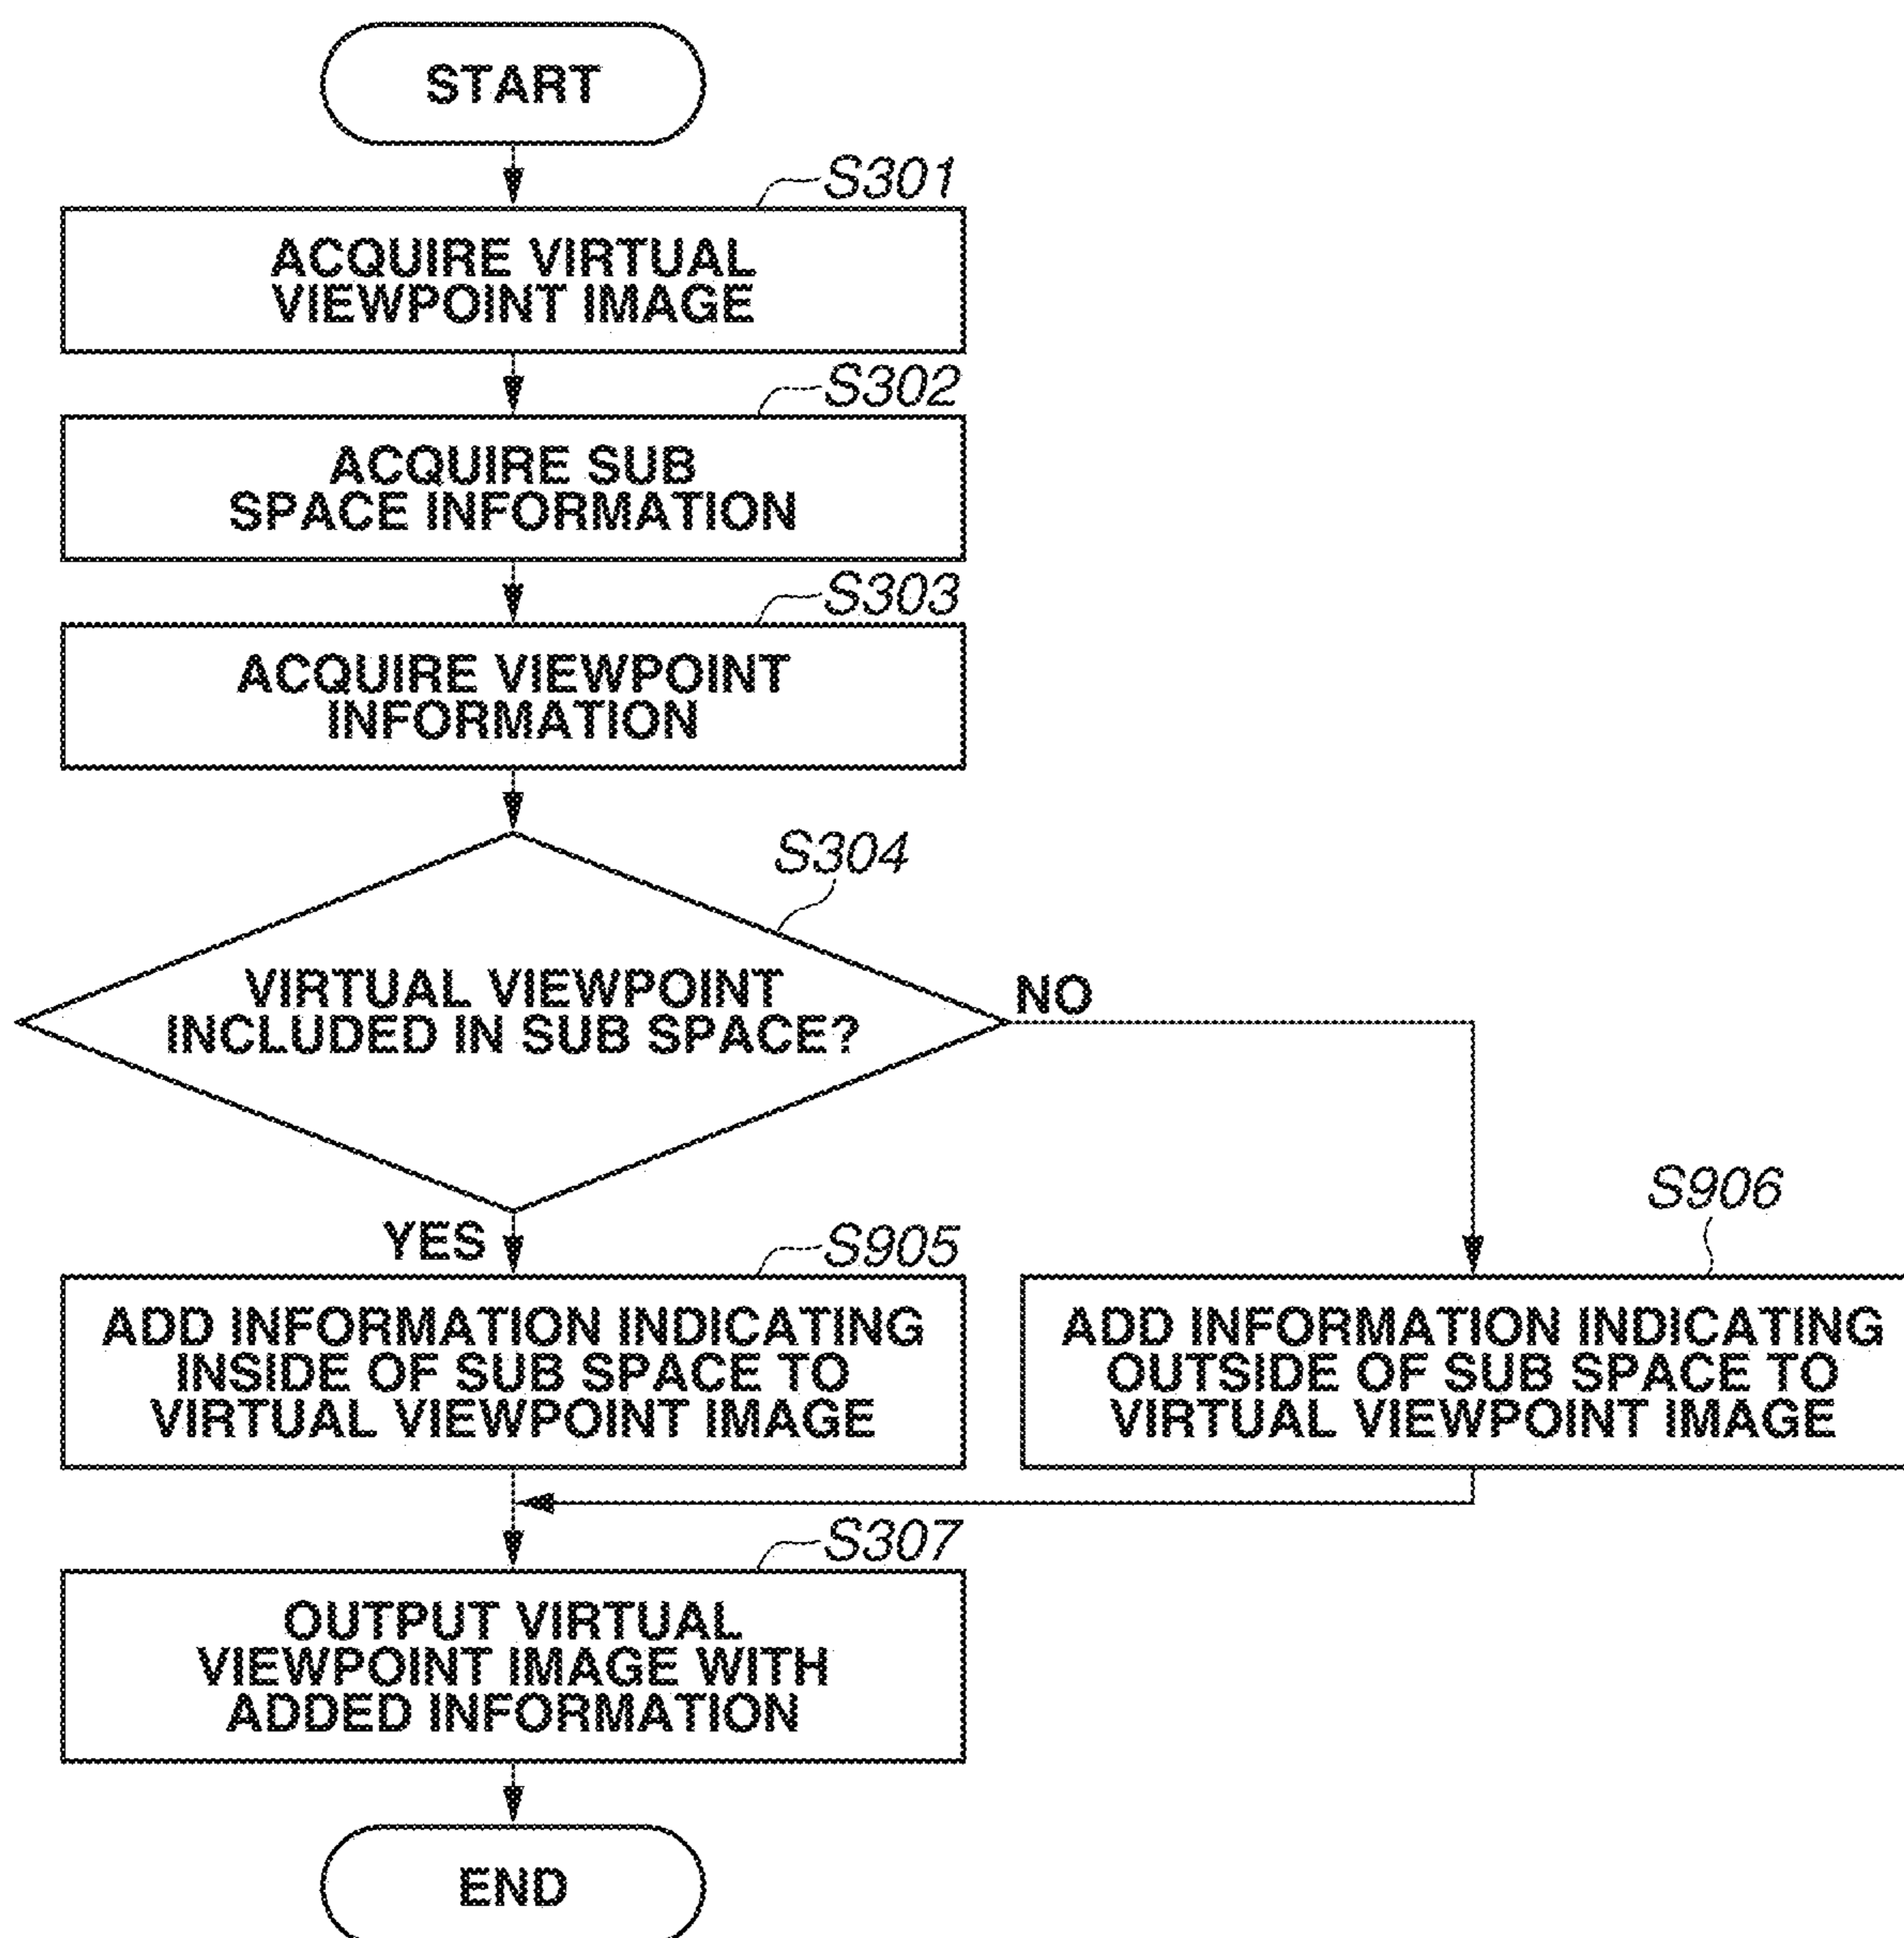 START
S301
ACQUIRE VIRTUAL
VIEWPOINT IMAGE
S302
ACQUIRE SUB
SPACE INFORMATION
S303
ACQUIRE VIEWPOINT
INFORMATION
S304
VIRTUAL VIEWPOINT
INCLUDED IN SUB SPACE?
NO
YES
S905
ADD INFORMATION INDICATING
INSIDE OF SUB SPACE TO
VIRTUAL VIEWPOINT IMAGE
S906
ADD INFORMATION INDICATING
OUTSIDE OF SUB SPACE TO
VIRTUAL VIEWPOINT IMAGE
S307
OUTPUT VIRTUAL
VIEWPOINT IMAGE WITH
ADDED INFORMATION
END